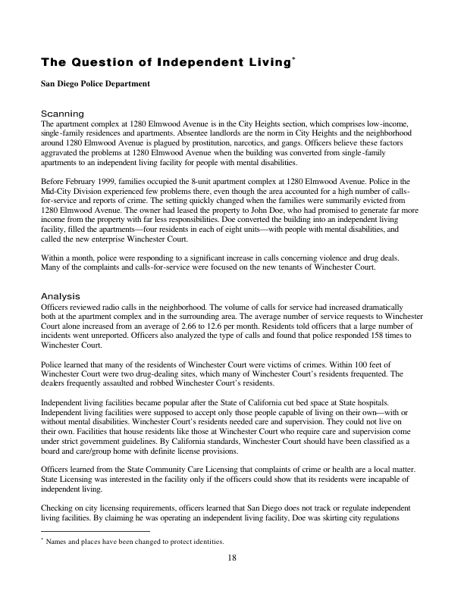 The Question of Independent Living*
San Diego Police Department
Scanning
The apartment complex at 1280 Elmwood Avenue is in the City Heights section, which comprises low-income,
single-family residences and apartments. Absentee landlords are the norm in City Heights and the neighborhood
around 1280 Elmwood Avenue is plagued by prostitution, narcotics, and gangs. Officers believe these factors
aggravated the problems at 1280 Elmwood Avenue when the building was converted from single-family
apartments to an independent living facility for people with mental disabilities.
Before February 1999, families occupied the 8-unit apartment complex at 1280 Elmwood Avenue. Police in the
Mid-City Division experienced few problems there, even though the area accounted for a high number of calls-
for-service and reports of crime. The setting quickly changed when the families were summarily evicted from
1280 Elmwood Avenue. The owner had leased the property to John Doe, who had promised to generate far more
income from the property with far less responsibilities. Doe converted the building into an independent living
facility, filled the apartments—four residents in each of eight units—with people with mental disabilities, and
called the new enterprise Winchester Court.
Within a month, police were responding to a significant increase in calls concerning violence and drug deals.
Many of the complaints and calls-for-service were focused on the new tenants of Winchester Court.
Analysis
Officers reviewed radio calls in the neighborhood. The volume of calls for service had increased dramatically
both at the apartment complex and in the surrounding area. The average number of service requests to Winchester
Court alone increased from an average of 2.66 to 12.6 per month. Residents told officers that a large number of
incidents went unreported. Officers also analyzed the type of calls and found that police responded 158 times to
Winchester Court.
Police learned that many of the residents of Winchester Court were victims of crimes. Within 100 feet of
Winchester Court were two drug-dealing sites, which many of Winchester Court's residents frequented. The
dealers frequently assaulted and robbed Winchester Court's residents.
Independent living facilities became popular after the State of California cut bed space at State hospitals.
Independent living facilities were supposed to accept only those people capable of living on their own—with or
without mental disabilities. Winchester Court's residents needed care and supervision. They could not live on
their own. Facilities that house residents like those at Winchester Court who require care and supervision come
under strict government guidelines. By California standards, Winchester Court should have been classified as a
board and care/group home with definite license provisions.
Officers learned from the State Community Care Licensing that complaints of crime or health are a local matter.
State Licensing was interested in the facility only if the officers could show that its residents were incapable of
independent living.
Checking on city licensing requirements, officers learned that San Diego does not track or regulate independent
living facilities. By claiming he was operating an independent living facility, Doe was skirting city regulations
* Names and places have been changed to protect identities.
18